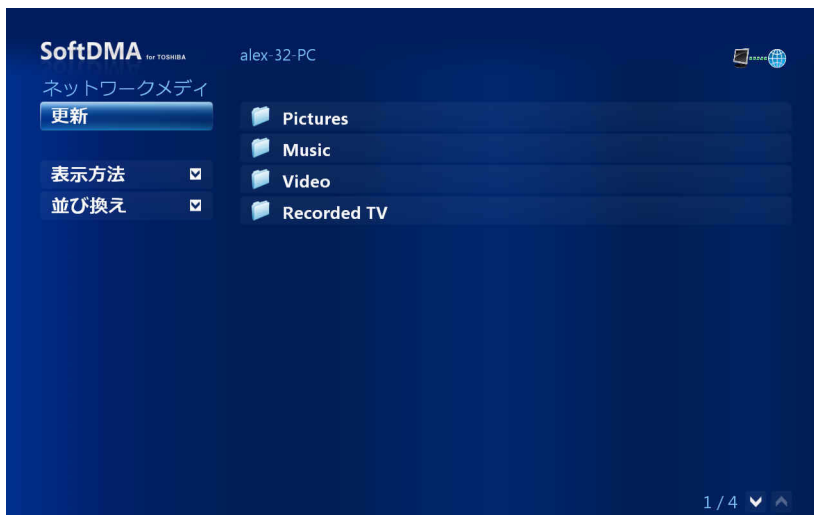 SoftDMA for TOSHIBA
alex-32-PC
ネットワークメディ
更新
表示方法
並び換え
Pictures
Music
Video
Recorded TV
1 / 4